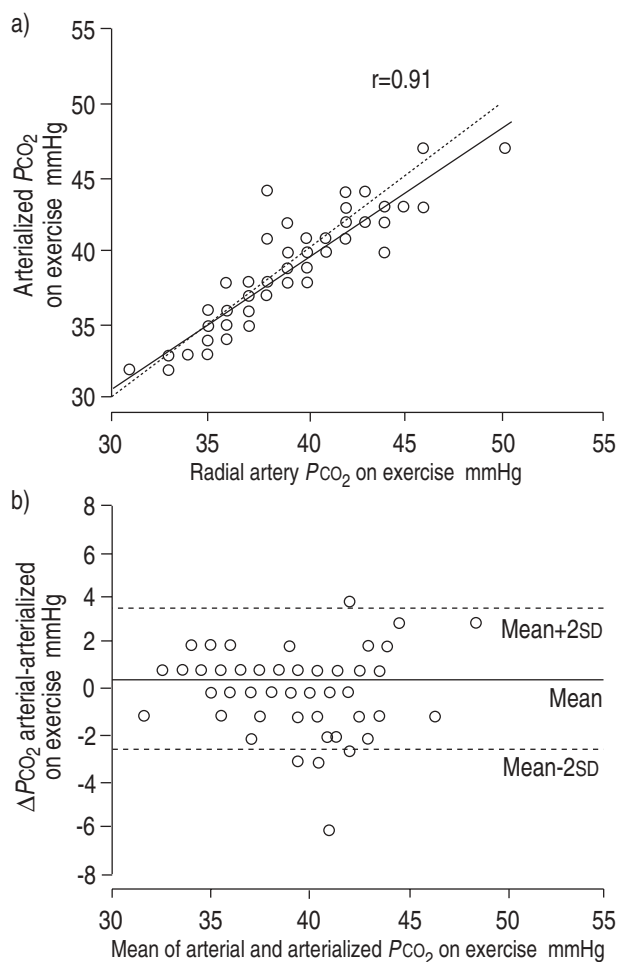 a)
55
50
45
40
35
30
Arterialized PCO2
on exercise mmHg
r=0.91
30 35 40 45 50 55
Radial artery PCO2 on exercise mmHg
b)
8
6
4
2
0
-2
-4
-6
-8
ΔPCO2 arterial-arterialized
on exercise mmHg
Mean+2SD
Mean
Mean-2SD
30 35 40 45 50 55
Mean of arterial and arterialized PCO2 on exercise mmHg